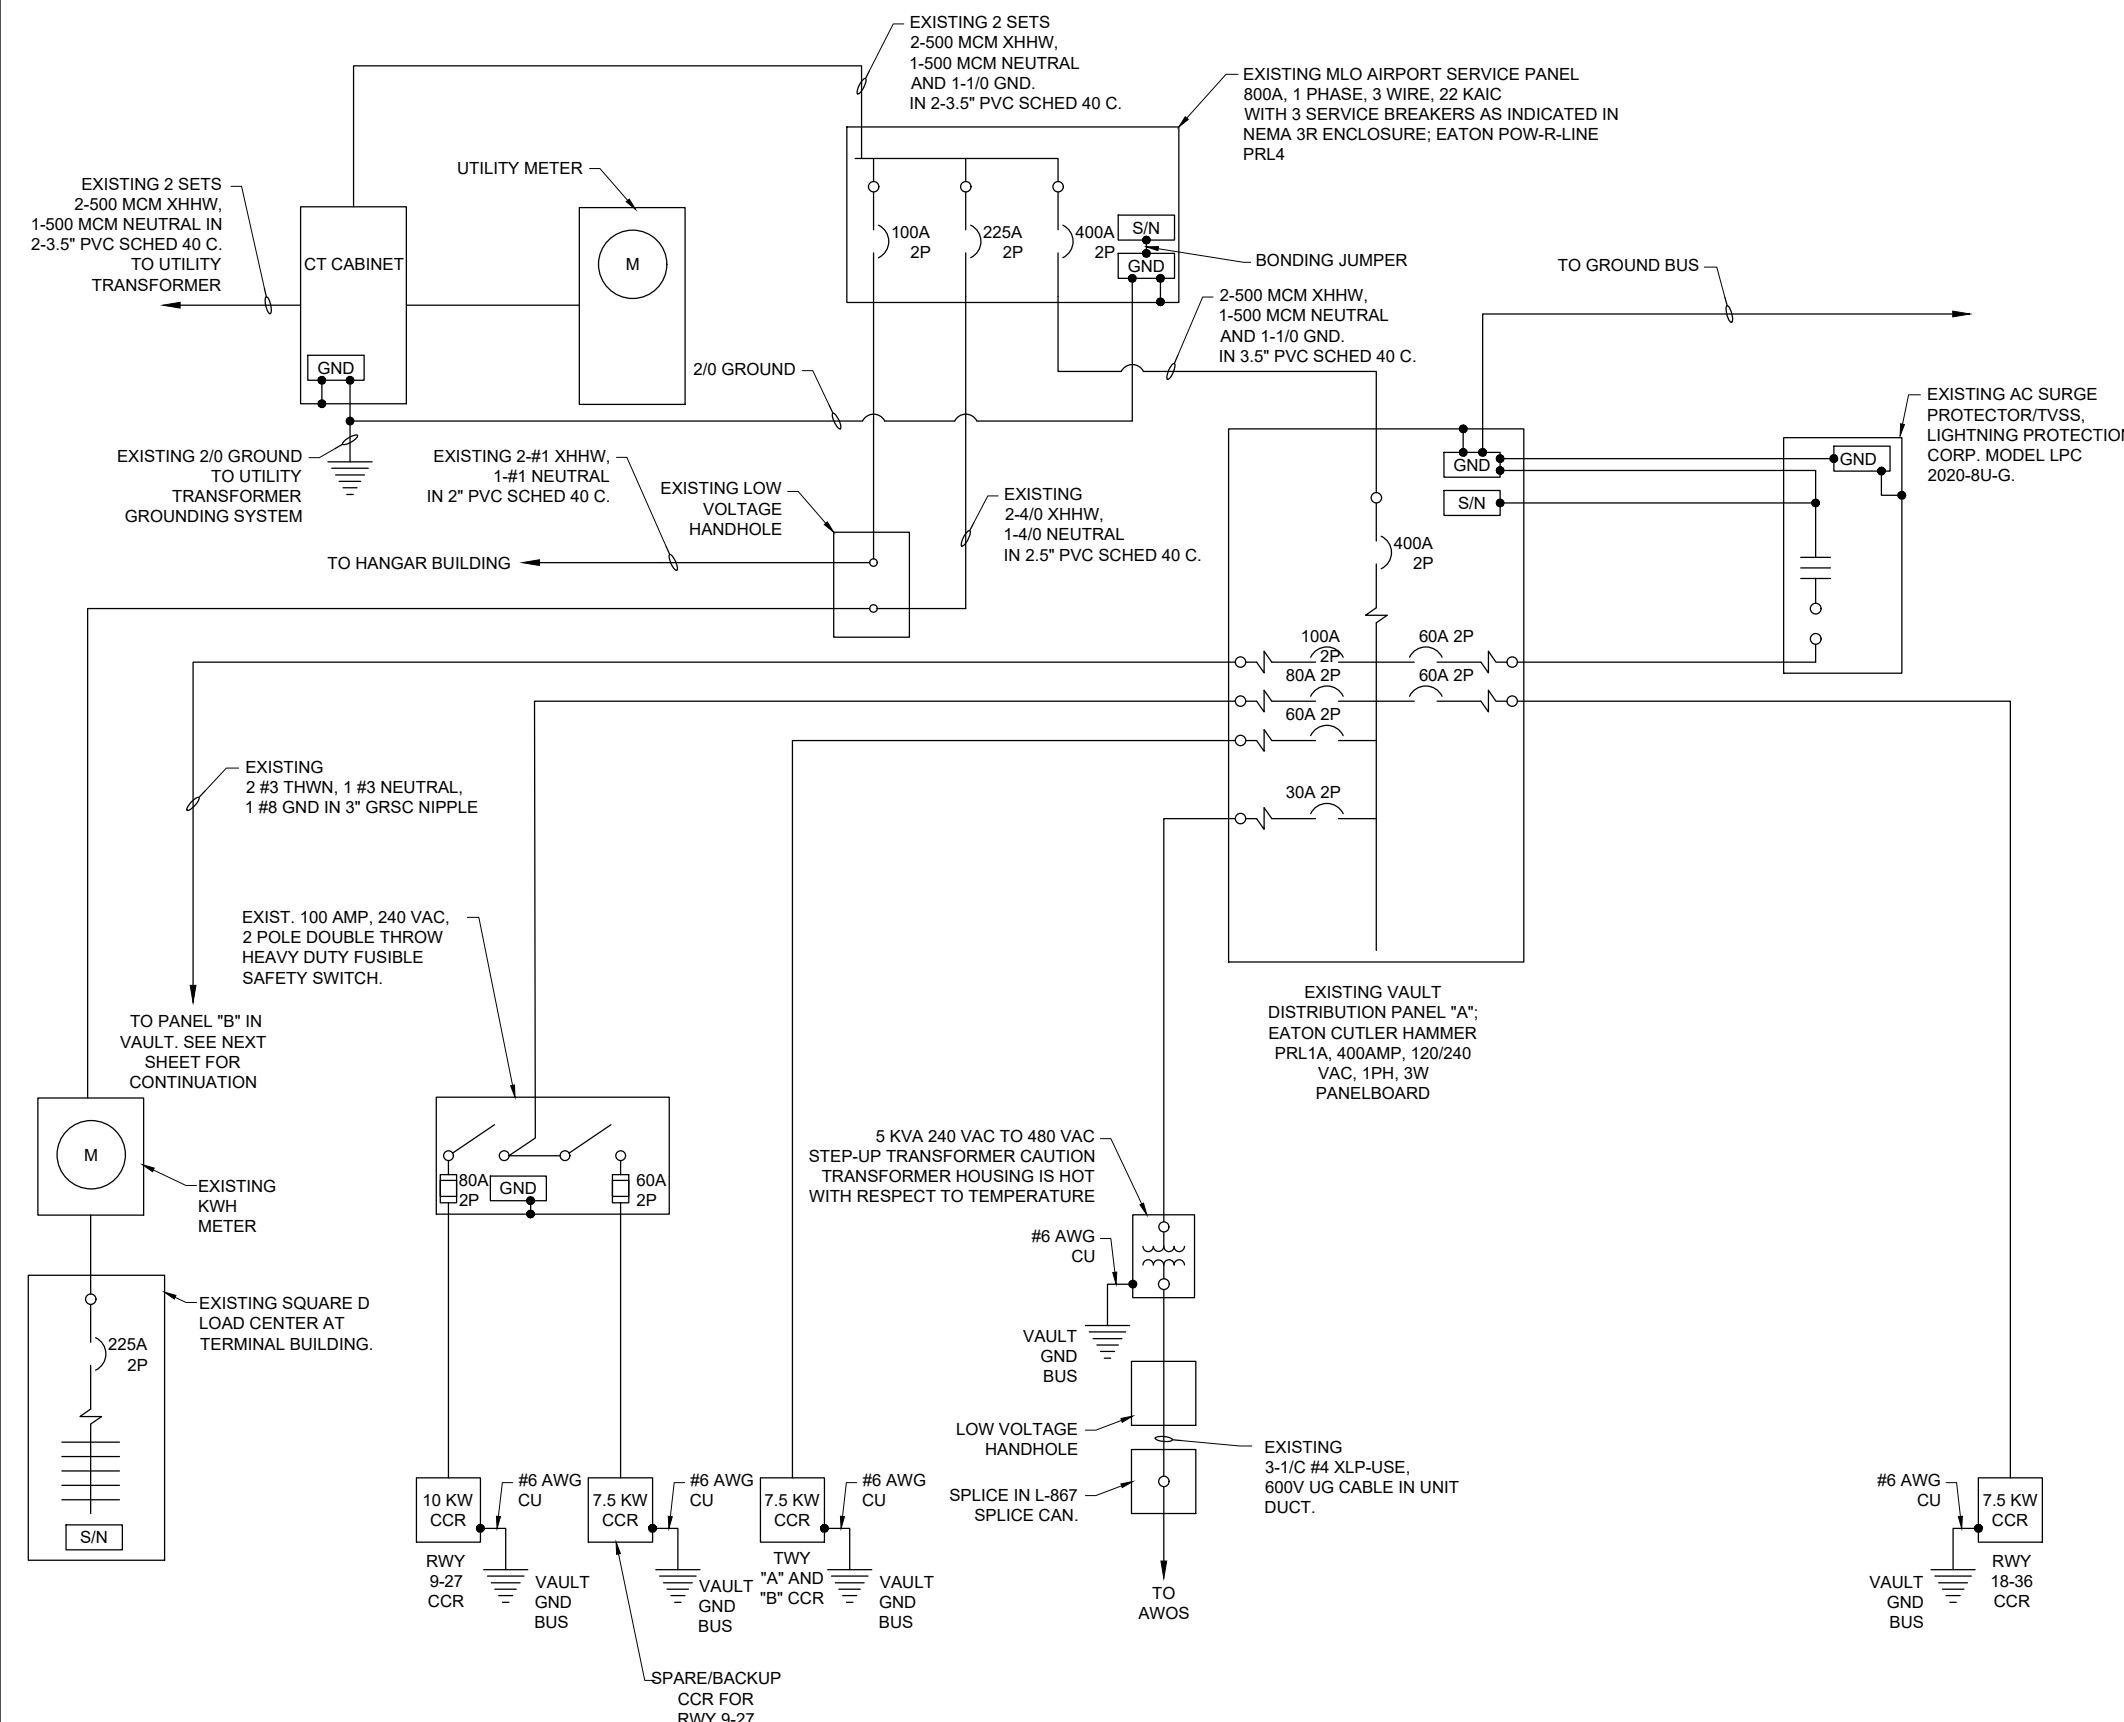 EXISTING 2 SETS
2-500 MCM XHHW,
1-500 MCM NEUTRAL
AND 1-1/0 GND.
IN 2-3.5" PVC SCHED 40 C.
EXISTING MLO AIRPORT SERVICE PANEL
800A, 1 PHASE, 3 WIRE, 22 KAIC
WITH 3 SERVICE BREAKERS AS INDICATED IN
NEMA 3R ENCLOSURE; EATON POW-R-LINE
PRL4
UTILITY METER
EXISTING 2 SETS
2-500 MCM XHHW,
1-500 MCM NEUTRAL IN
2-3.5" PVC SCHED 40 C.
TO UTILITY
TRANSFORMER
CT CABINET
M
GND
100A
2P
225A
2P
400A
2P
S/N
GND
BONDING JUMPER
TO GROUND BUS
2-500 MCM XHHW,
1-500 MCM NEUTRAL
AND 1-1/0 GND.
IN 3.5" PVC SCHED 40 C.
2/0 GROUND
EXISTING AC SURGE
PROTECTOR/TVSS,
LIGHTNING PROTECTION
CORP. MODEL LPC
2020-8U-G.
EXISTING 2/0 GROUND
TO UTILITY
TRANSFORMER
GROUNDING SYSTEM
EXISTING 2-#1 XHHW,
1-#1 NEUTRAL
IN 2" PVC SCHED 40 C.
EXISTING LOW
VOLTAGE
HANDHOLE
EXISTING
2-4/0 XHHW,
1-4/0 NEUTRAL
IN 2.5" PVC SCHED 40 C.
GND
S/N
GND
TO HANGAR BUILDING
400A
2P
100A
2P
60A 2P
80A 2P
60A 2P
60A 2P
30A 2P
EXISTING
2 #3 THWN, 1 #3 NEUTRAL,
1 #8 GND IN 3" GRSC NIPPLE
EXIST. 100 AMP, 240 VAC,
2 POLE DOUBLE THROW
HEAVY DUTY FUSIBLE
SAFETY SWITCH.
TO PANEL "B" IN
VAULT. SEE NEXT
SHEET FOR
CONTINUATION
EXISTING VAULT
DISTRIBUTION PANEL "A";
EATON CUTLER HAMMER
PRL1A, 400AMP, 120/240
VAC, 1PH, 3W
PANELBOARD
M
EXISTING
KWH
METER
80A
2P
GND
60A
2P
5 KVA 240 VAC TO 480 VAC
STEP-UP TRANSFORMER CAUTION
TRANSFORMER HOUSING IS HOT
WITH RESPECT TO TEMPERATURE
#6 AWG
CU
VAULT
GND
BUS
EXISTING SQUARE D
LOAD CENTER AT
TERMINAL BUILDING.
225A
2P
S/N
LOW VOLTAGE
HANDHOLE
EXISTING
3-1/C #4 XLP-USE,
600V UG CABLE IN UNIT
DUCT.
SPLICE IN L-867
SPLICE CAN.
TO
AWOS
10 KW
CCR
#6 AWG
CU
RWY
9-27
CCR
VAULT
GND
BUS
7.5 KW
CCR
#6 AWG
CU
VAULT
GND
BUS
7.5 KW
CCR
#6 AWG
CU
TWY
"A" AND
"B" CCR
VAULT
GND
BUS
#6 AWG
CU
7.5 KW
CCR
VAULT
GND
BUS
RWY
18-36
CCR
SPARE/BACKUP
CCR FOR
RWY 9-27